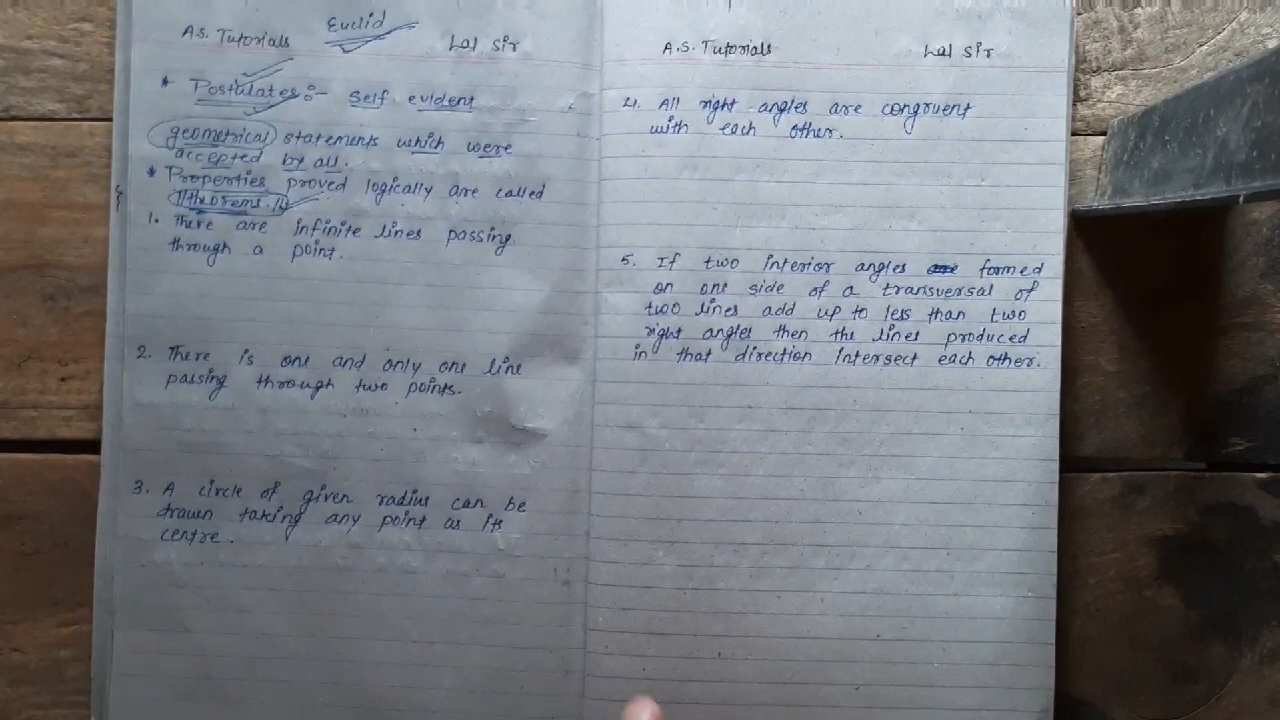 A.S. Tutorials Euclid Lal Sir
* Postulates :- Self evident
geometrical statements which were
accepted by all.
* Properties proved logically are called
"theorems."
1. There are infinite lines passing
through a point.
2. There is one and only one line
passing through two points.
3. A circle of given radius can be
drawn taking any point as its
centre.
A.S. Tutorials Lal Sir
4. All right angles are congruent
with each other.
5. If two interior angles formed
on one side of a transversal of
two lines add up to less than two
right angles then the lines produced
in that direction intersect each other.